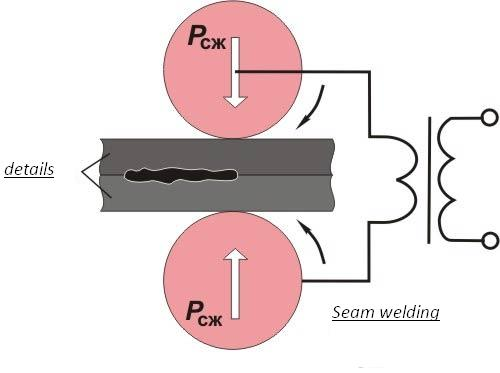 Pсж
details
Pсж
Seam welding